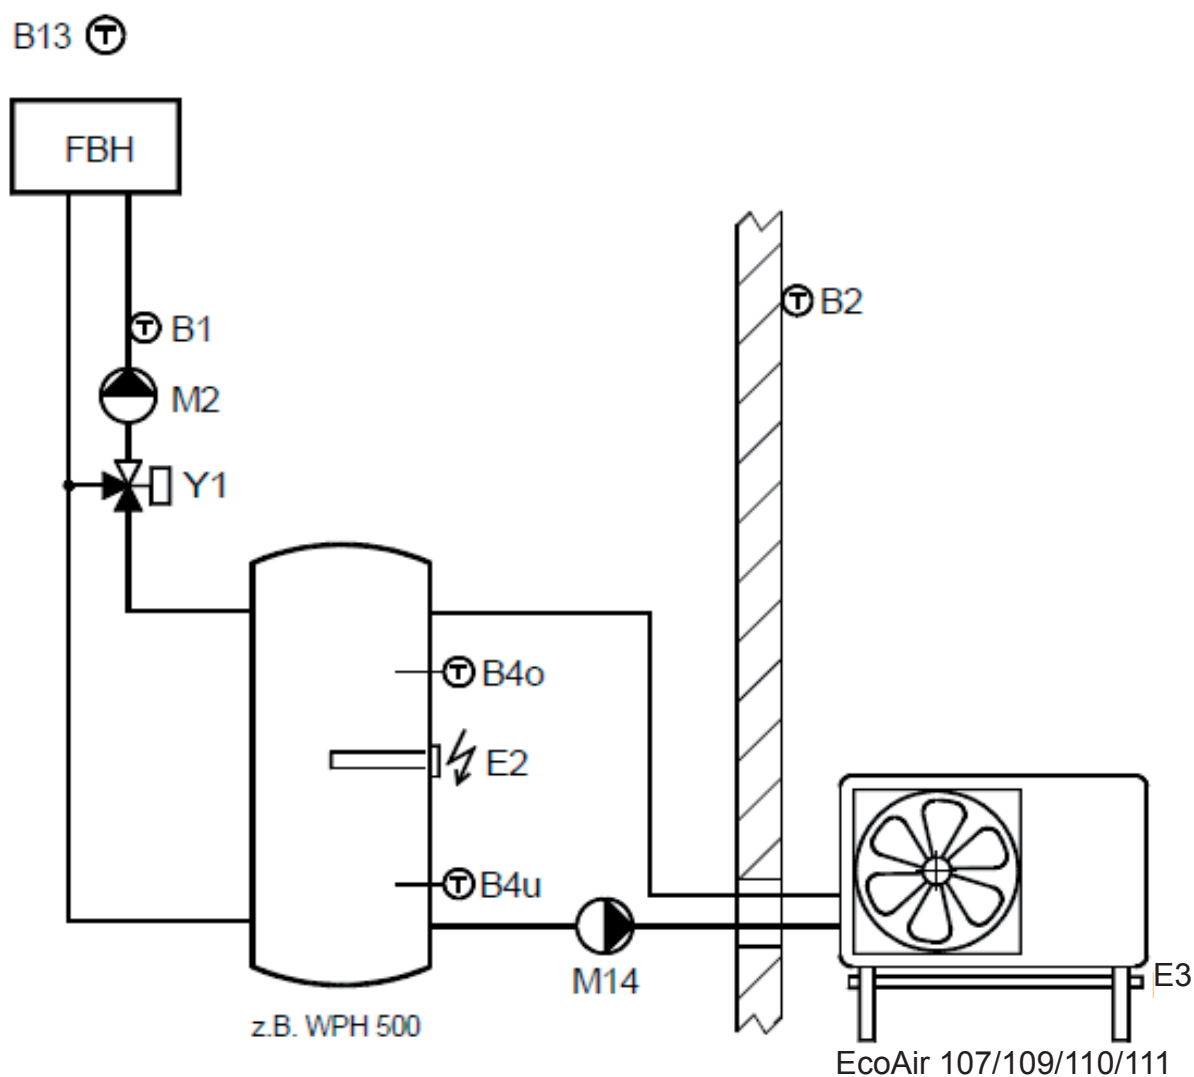 B13
FBH
B2
B1
M2
Y1
B4o
E2
B4u
M14
E3
z.B. WPH 500
EcoAir 107/109/110/111